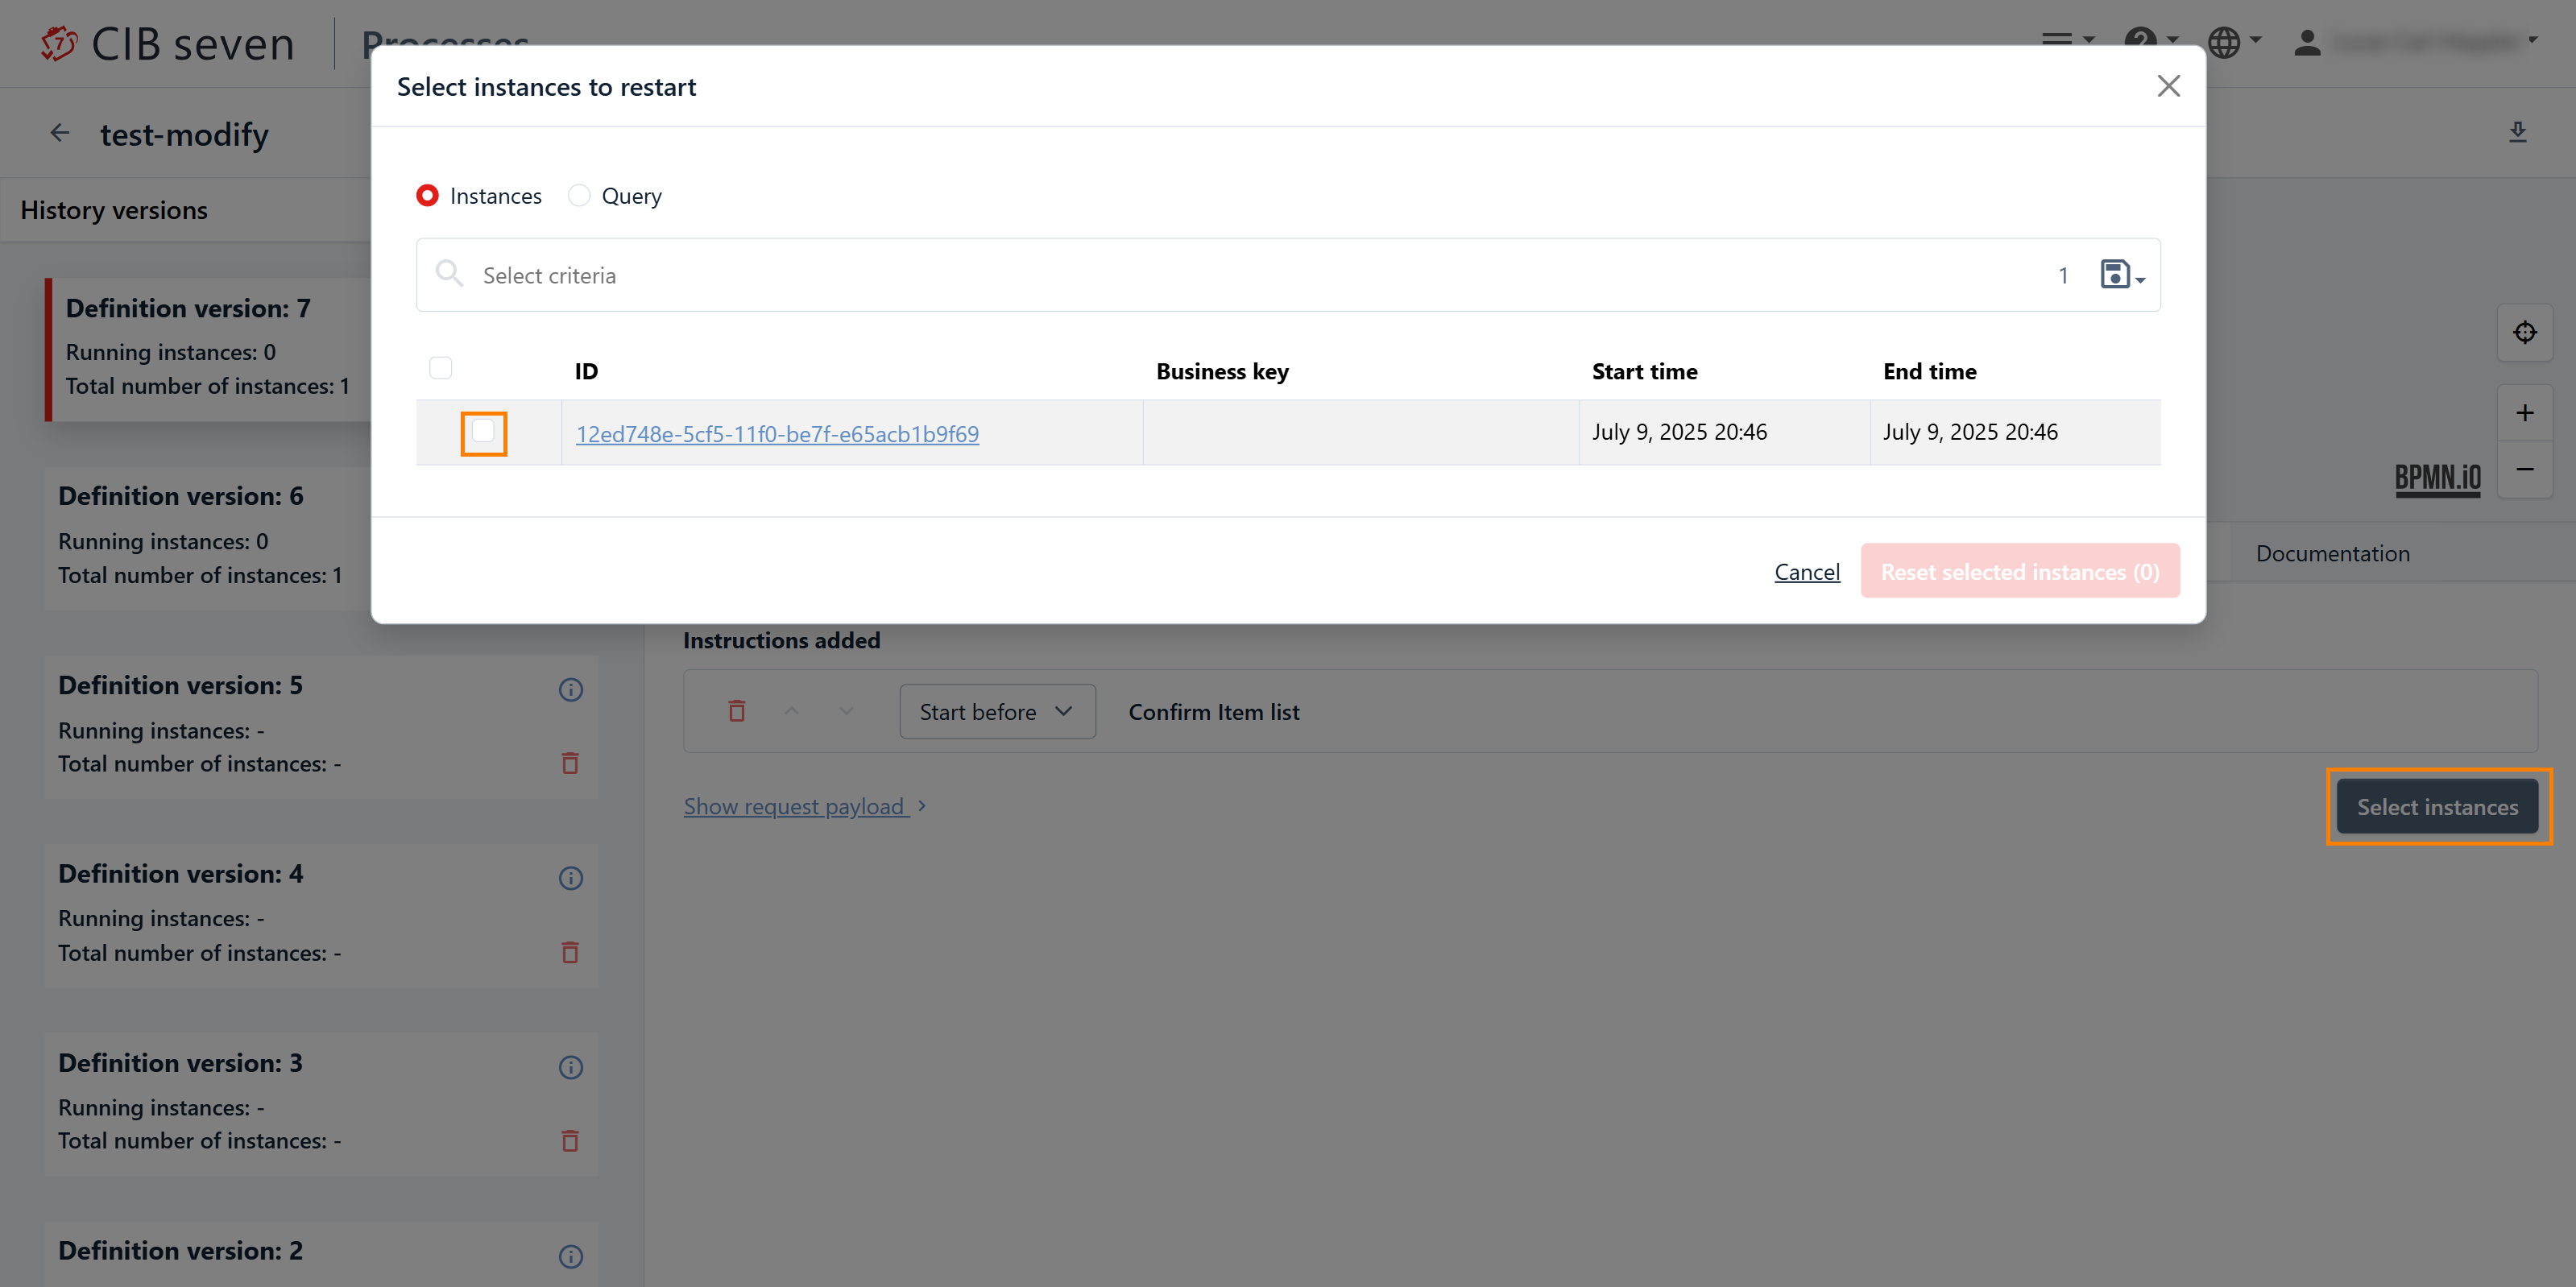 CIB seven
Processes
test-modify
History versions
Definition version: 7
Running instances: 0
Total number of instances: 1
Definition version: 6
Running instances: 0
Total number of instances: 1
Definition version: 5
Running instances: -
Total number of instances: -
Definition version: 4
Running instances: -
Total number of instances: -
Definition version: 3
Running instances: -
Total number of instances: -
Definition version: 2
Select instances to restart
Instances Query
Select criteria 1
ID Business key Start time End time
12ed748e-5cf5-11f0-be7f-e65acb1b9f69 July 9, 2025 20:46 July 9, 2025 20:46
Cancel Reset selected instances (0)
BPMN.iO
Documentation
Instructions added
Start before Confirm Item list
Show request payload
Select instances